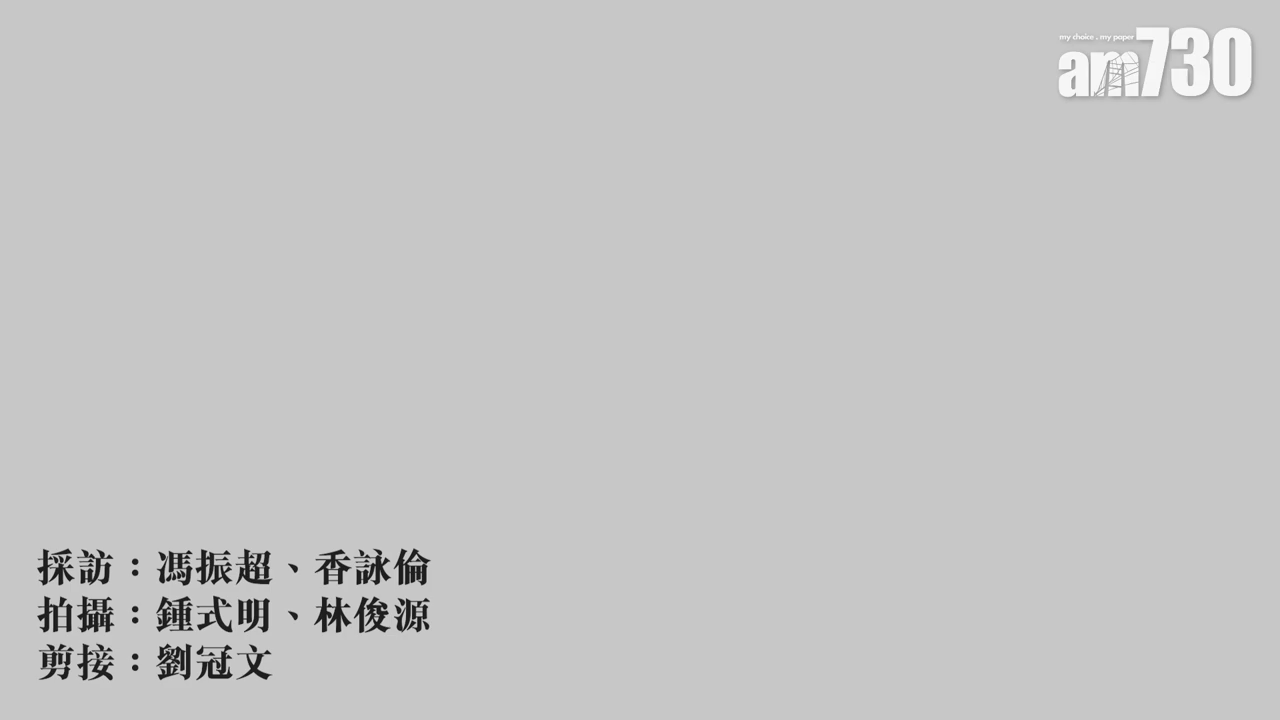 my choice . my paper
am730
採訪：馮振超、香詠倫
拍攝：鍾式明、林俊源
剪接：劉冠文